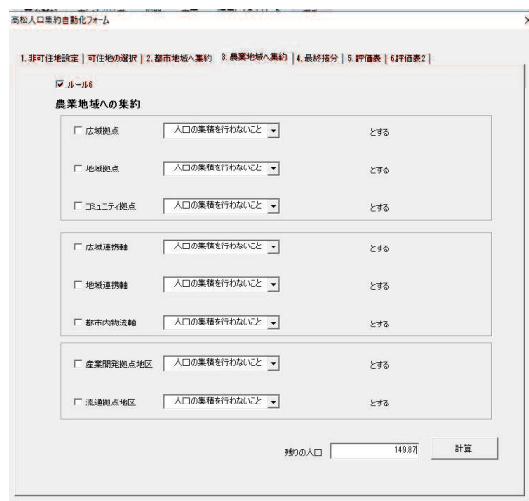 高松人口集約自動化フォーム
1. 非可住地設定 | 可住地の選択 | 2. 都市地域へ集約 3. 農業地域へ集約 | 4. 最終按分 | 5. 評価表 | 6.評価表2 |
ルール6
農業地域への集約
広域拠点 人口の集積を行わないこと とする
地域拠点 人口の集積を行わないこと とする
コミュニティ拠点 人口の集積を行わないこと とする
広域連携軸 人口の集積を行わないこと とする
地域連携軸 人口の集積を行わないこと とする
都市内物流軸 人口の集積を行わないこと とする
産業開発拠点地区 人口の集積を行わないこと とする
流通拠点地区 人口の集積を行わないこと とする
残りの人口 149.87 計算